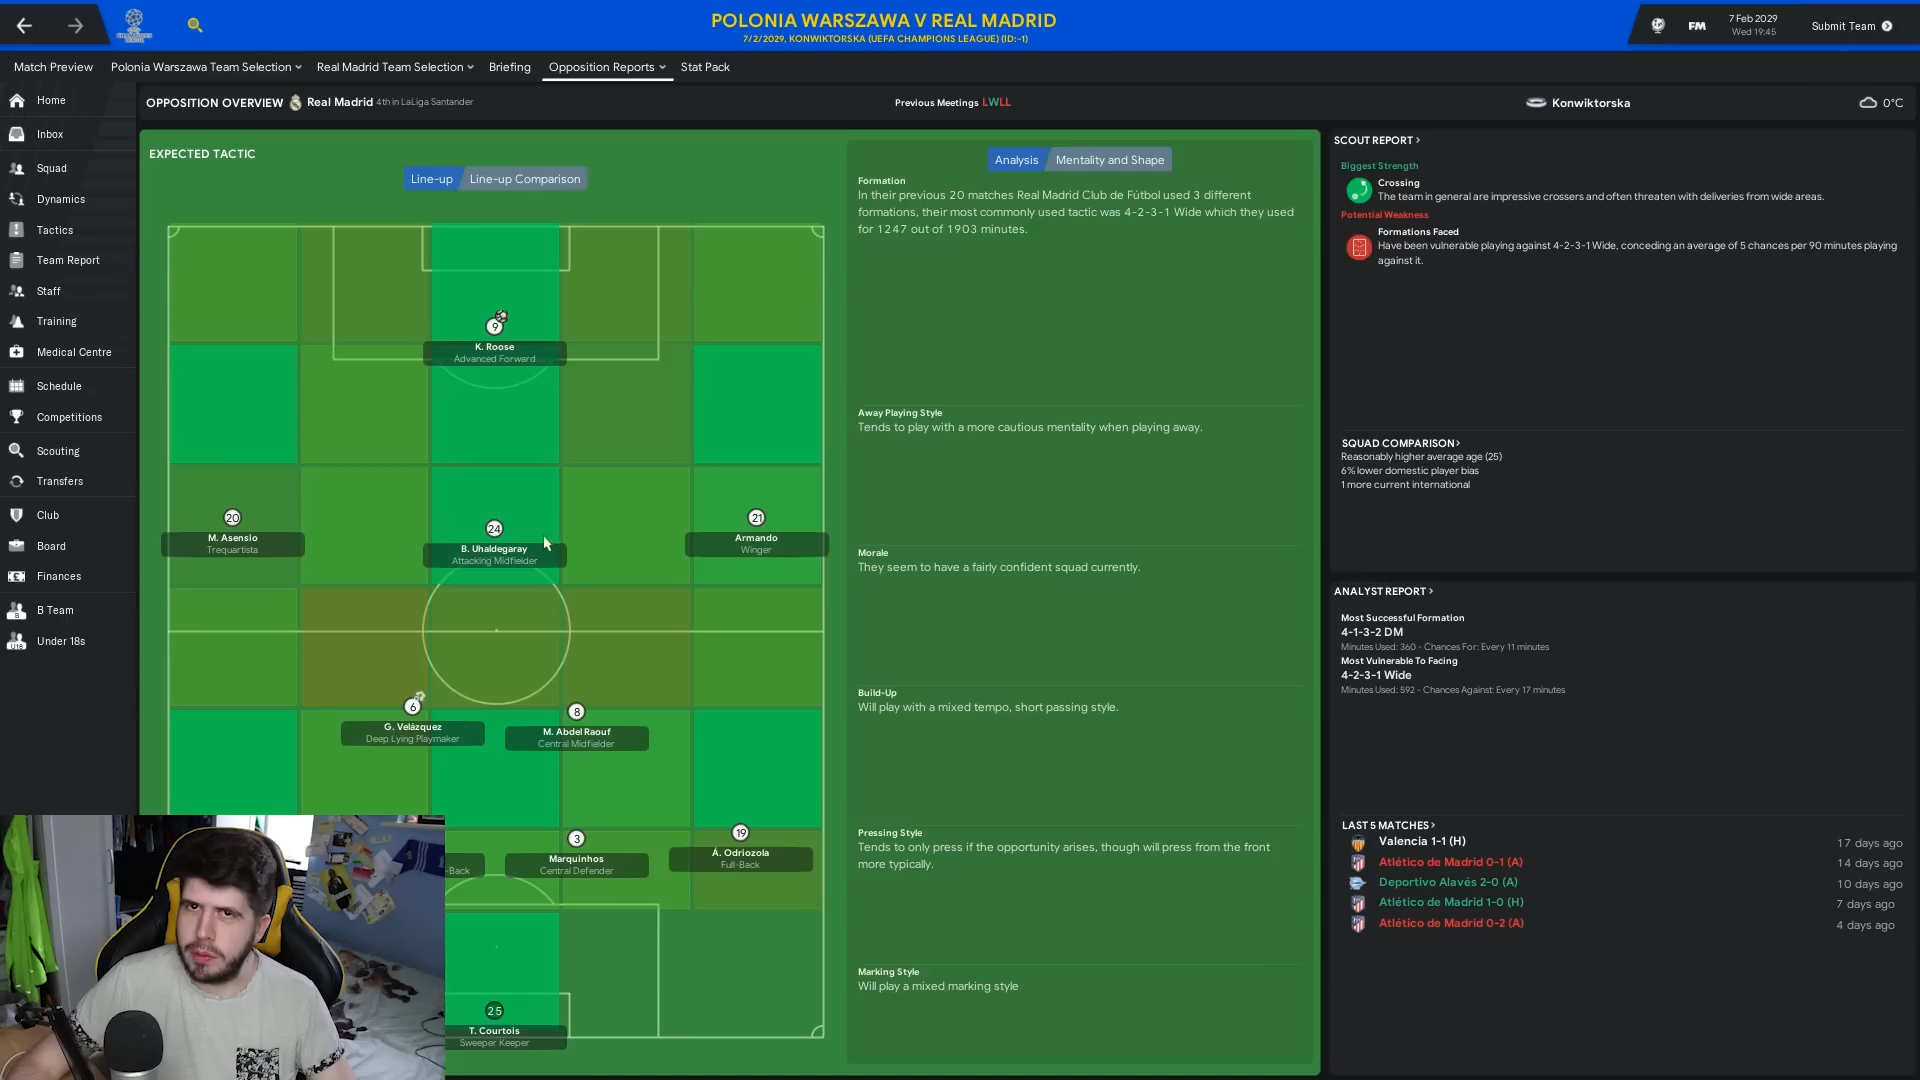 POLONIA WARSZAWA V REAL MADRID
7/2/2029, KONWIKTORSKA (UEFA CHAMPIONS LEAGUE) (ID:-1)
FM
7 Feb 2029
Wed 19:45
Submit Team
Match Preview
Polonia Warszawa Team Selection
Real Madrid Team Selection
Briefing
Opposition Reports
Stat Pack
Home
Inbox
Squad
Dynamics
Tactics
Team Report
Staff
Training
Medical Centre
Schedule
Competitions
Scouting
Transfers
Club
Board
Finances
B Team
Under 18s
OPPOSITION OVERVIEW
Real Madrid 4th in LaLiga Santander
Previous Meetings LWLL
Konwiktorska
0°C
EXPECTED TACTIC
Line-up
Line-up Comparison
9
K. Roose
Advanced Forward
20
M. Asensio
Trequartista
24
B. Uhaldegaray
Attacking Midfielder
21
Armando
Winger
6
G. Velázquez
Deep Lying Playmaker
8
M. Abdel Raouf
Central Midfielder
-Back
3
Marquinhos
Central Defender
19
Á. Odriozola
Full-Back
25
T. Courtois
Sweeper Keeper
Analysis
Mentality and Shape
Formation
In their previous 20 matches Real Madrid Club de Fútbol used 3 different
formations, their most commonly used tactic was 4-2-3-1 Wide which they used
for 1247 out of 1903 minutes.
Away Playing Style
Tends to play with a more cautious mentality when playing away.
Morale
They seem to have a fairly confident squad currently.
Build-Up
Will play with a mixed tempo, short passing style.
Pressing Style
Tends to only press if the opportunity arises, though will press from the front
more typically.
Marking Style
Will play a mixed marking style
SCOUT REPORT >
Biggest Strength
Crossing
The team in general are impressive crossers and often threaten with deliveries from wide areas.
Potential Weakness
Formations Faced
Have been vulnerable playing against 4-2-3-1 Wide, conceding an average of 5 chances per 90 minutes playing
against it.
SQUAD COMPARISON >
Reasonably higher average age (25)
6% lower domestic player bias
1 more current international
ANALYST REPORT >
Most Successful Formation
4-1-3-2 DM
Minutes Used: 360 - Chances For: Every 11 minutes
Most Vulnerable To Facing
4-2-3-1 Wide
Minutes Used: 592 - Chances Against: Every 17 minutes
LAST 5 MATCHES >
Valencia 1-1 (H)
17 days ago
Atlético de Madrid 0-1 (A)
14 days ago
Deportivo Alavés 2-0 (A)
10 days ago
Atlético de Madrid 1-0 (H)
7 days ago
Atlético de Madrid 0-2 (A)
4 days ago